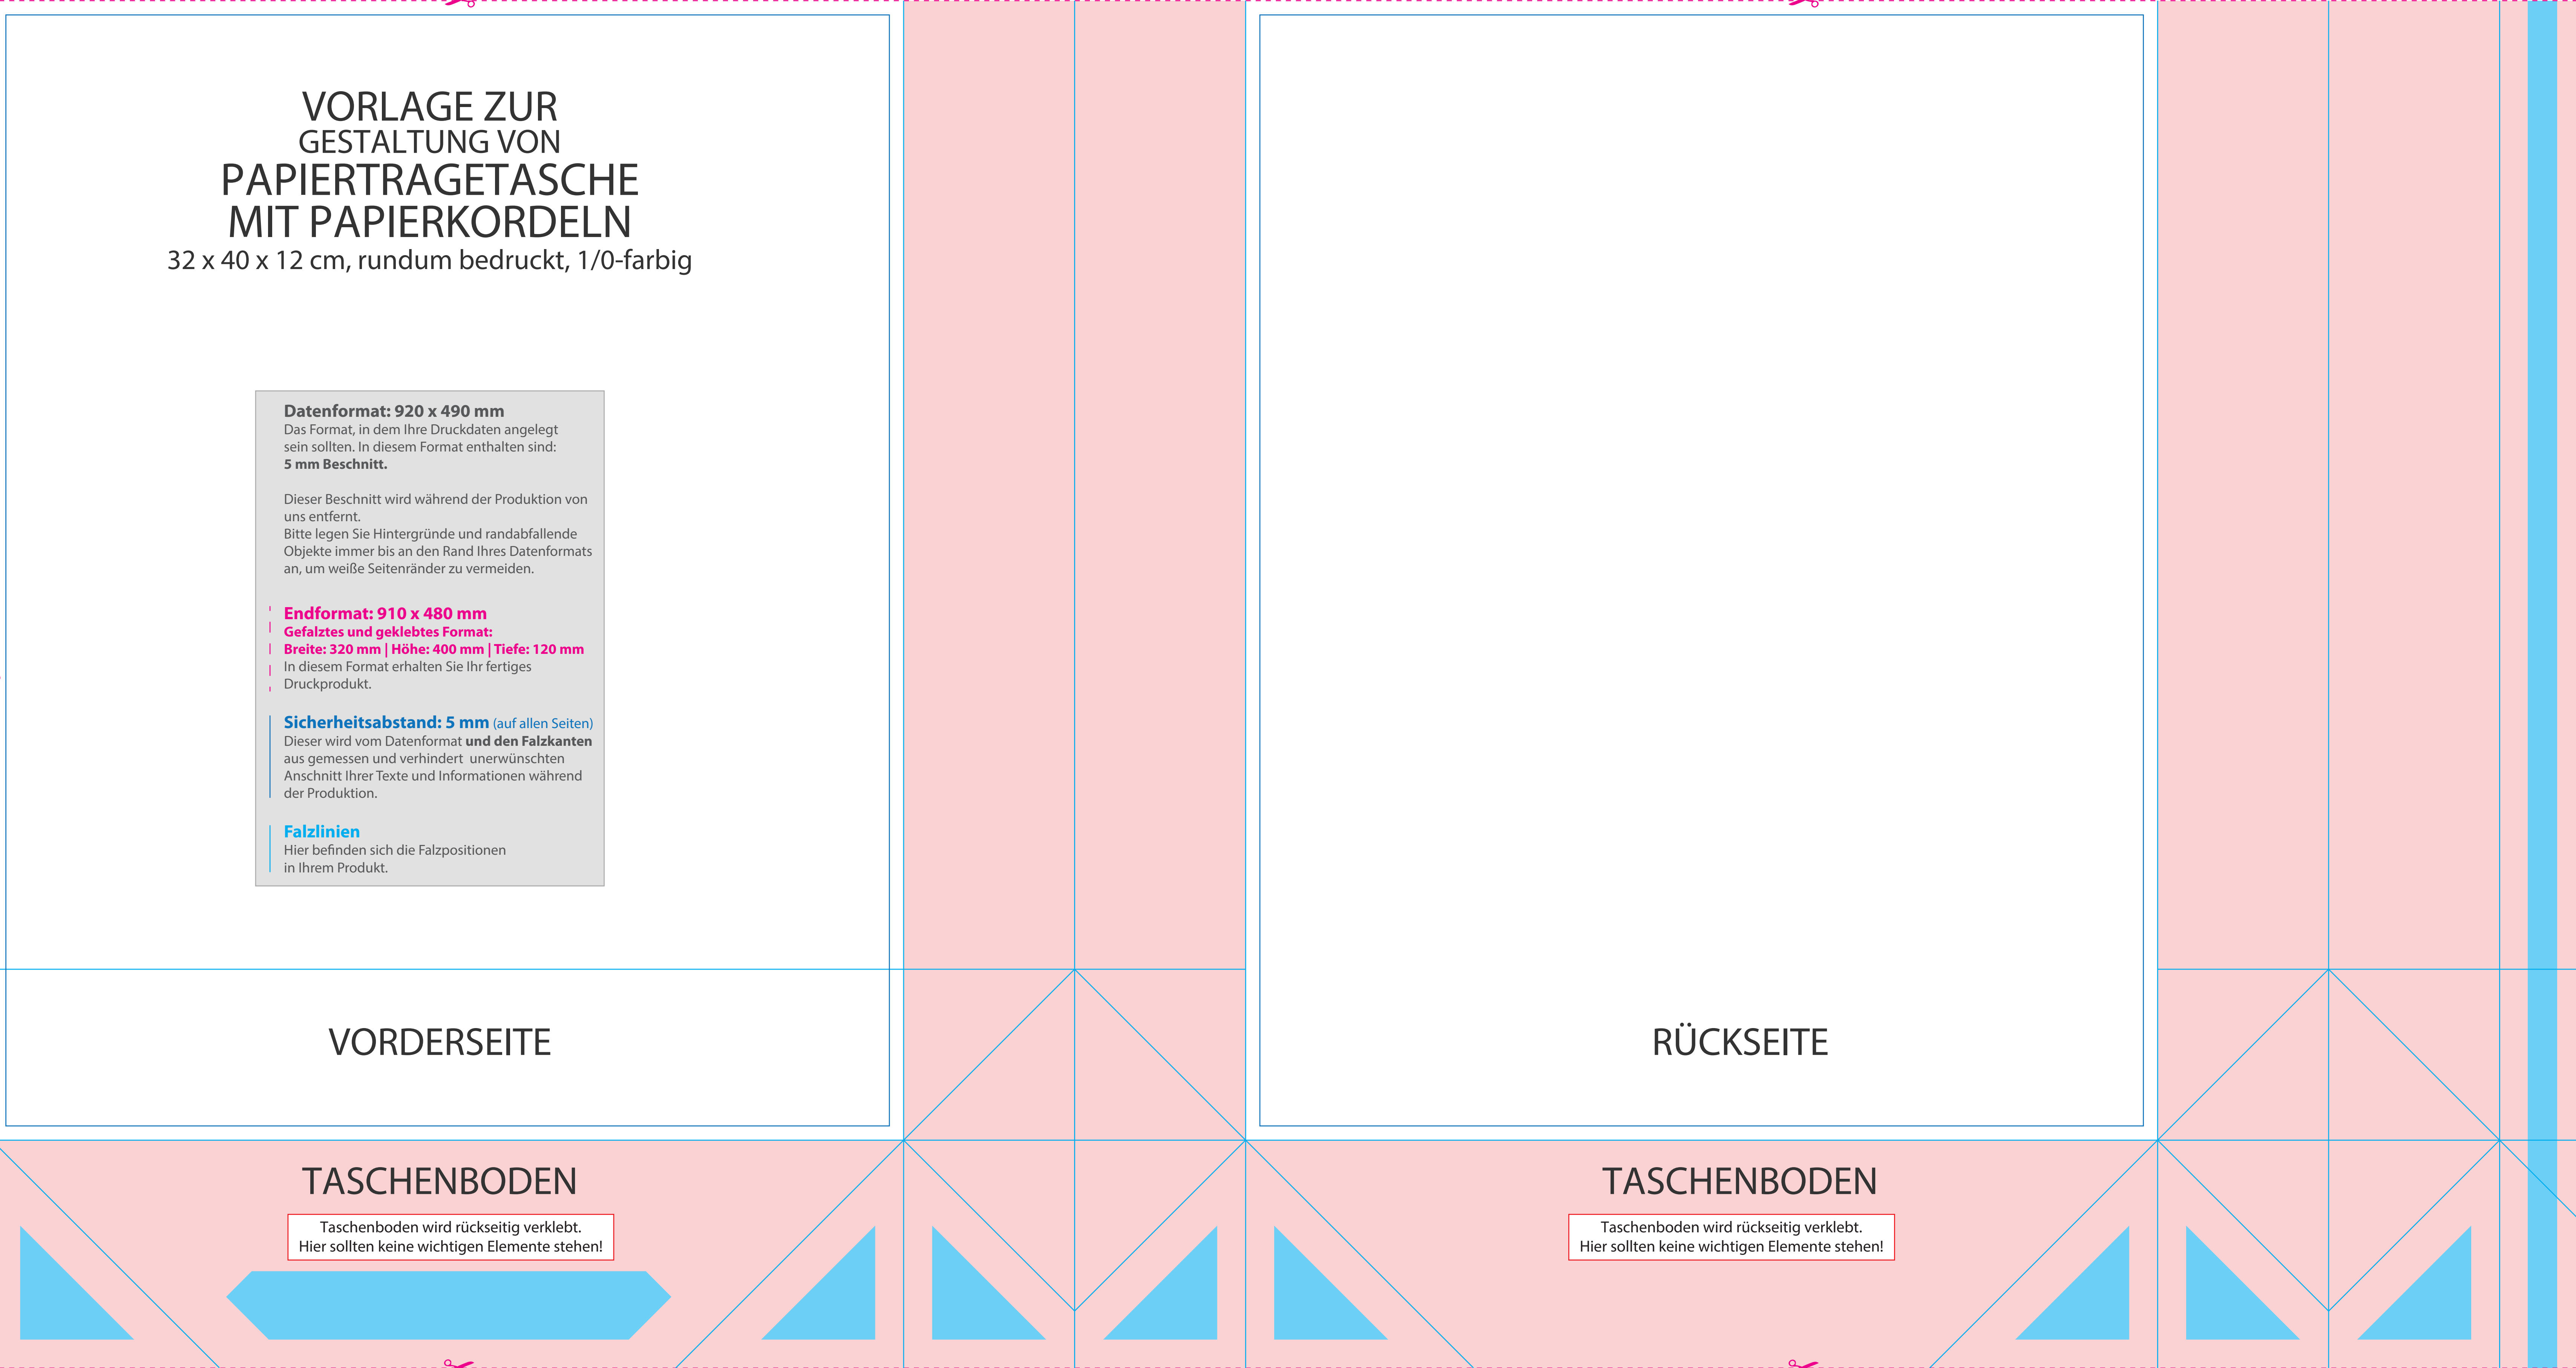 VORLAGE ZUR
GESTALTUNG VON
PAPIERTRAGETASCHE
MIT PAPIERKORDELN
32 x 40 x 12 cm, rundum bedruckt, 1/0-farbig
Datenformat: 920 x 490 mm
Das Format, in dem Ihre Druckdaten angelegt
sein sollten. In diesem Format enthalten sind:
5 mm Beschnitt.
Dieser Beschnitt wird während der Produktion von
uns entfernt.
Bitte legen Sie Hintergründe und randabfallende
Objekte immer bis an den Rand Ihres Datenformats
an, um weiße Seitenränder zu vermeiden.
Endformat: 910 x 480 mm
Gefalztes und geklebtes Format:
Breite: 320 mm | Höhe: 400 mm | Tiefe: 120 mm
In diesem Format erhalten Sie Ihr fertiges
Druckprodukt.
Sicherheitsabstand: 5 mm (auf allen Seiten)
Dieser wird vom Datenformat und den Falzkanten
aus gemessen und verhindert unerwünschten
Anschnitt Ihrer Texte und Informationen während
der Produktion.
Falzlinien
Hier befinden sich die Falzpositionen
in Ihrem Produkt.
VORDERSEITE
RÜCKSEITE
TASCHENBODEN
Taschenboden wird rückseitig verklebt.
Hier sollten keine wichtigen Elemente stehen!
TASCHENBODEN
Taschenboden wird rückseitig verklebt.
Hier sollten keine wichtigen Elemente stehen!